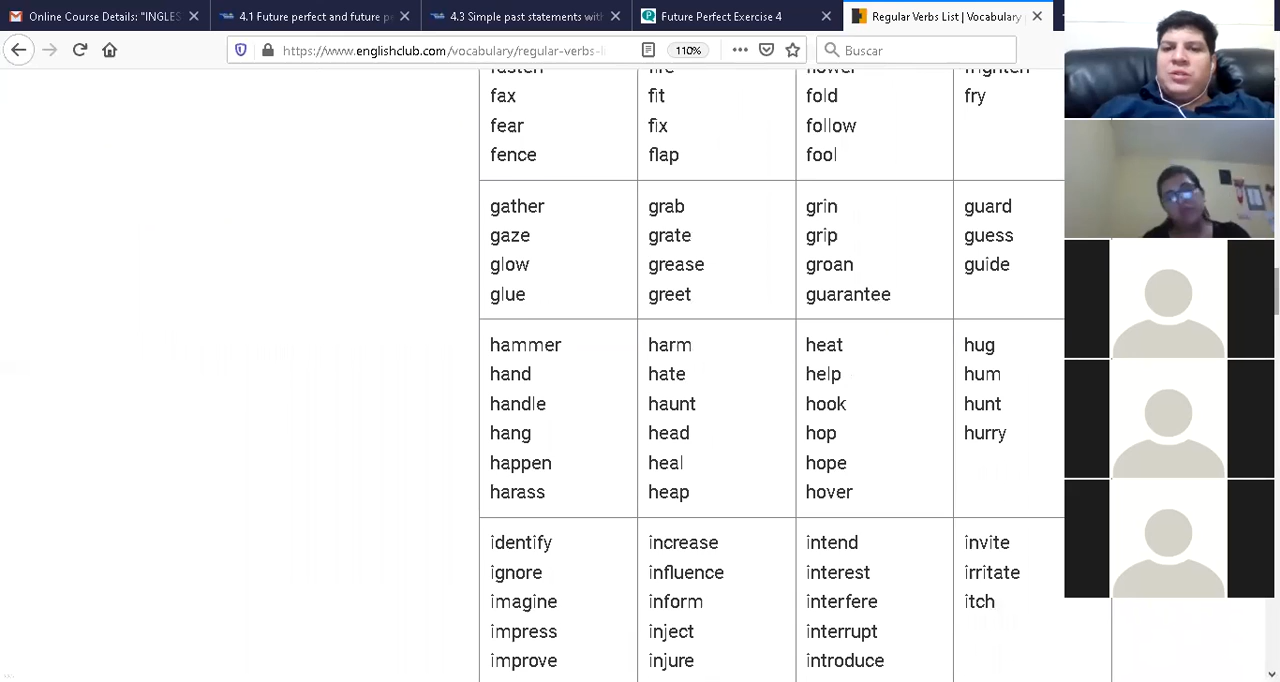 Online Course Details: "INGLES
4.1 Future perfect and future p
4.3 Simple past statements with
Future Perfect Exercise 4
Regular Verbs List | Vocabulary
https://www.englishclub.com/vocabulary/regular-verbs-l
110%
Buscar
fasten fire flower frighten
fax fit fold fry
fear fix follow
fence flap fool
gather grab grin guard
gaze grate grip guess
glow grease groan guide
glue greet guarantee
hammer harm heat hug
hand hate help hum
handle haunt hook hunt
hang head hop hurry
happen heal hope
harass heap hover
identify increase intend invite
ignore influence interest irritate
imagine inform interfere itch
impress inject interrupt
improve injure introduce